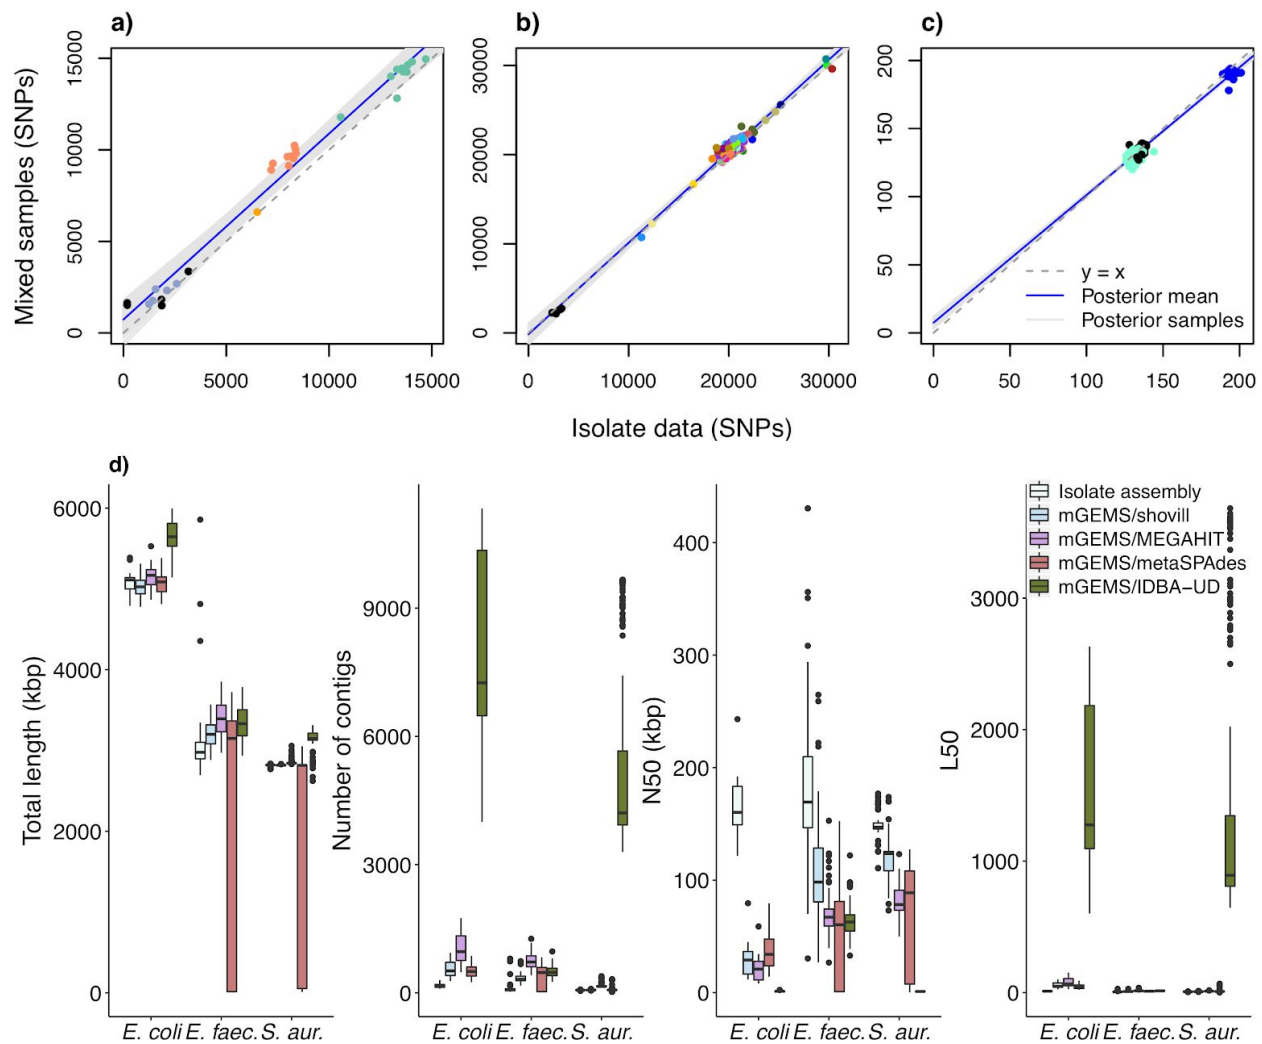 a)
b)
c)
Mixed samples (SNPs)
15000
10000
5000
0
0
5000
10000
15000
30000
20000
10000
0
0
10000
20000
30000
200
150
100
50
0
0
50
100
150
200
y = x
Posterior mean
Posterior samples
Isolate data (SNPs)
d)
Total length (kbp)
6000
4000
2000
0
E. coli E. faec. S. aur.
Number of contigs
9000
6000
3000
0
E. coli E. faec. S. aur.
N50 (kbp)
400
300
200
100
0
E. coli E. faec. S. aur.
L50
3000
2000
1000
0
E. coli E. faec. S. aur.
Isolate assembly
mGEMS/shovill
mGEMS/MEGAHIT
mGEMS/metaSPAdes
mGEMS/IDBA−UD